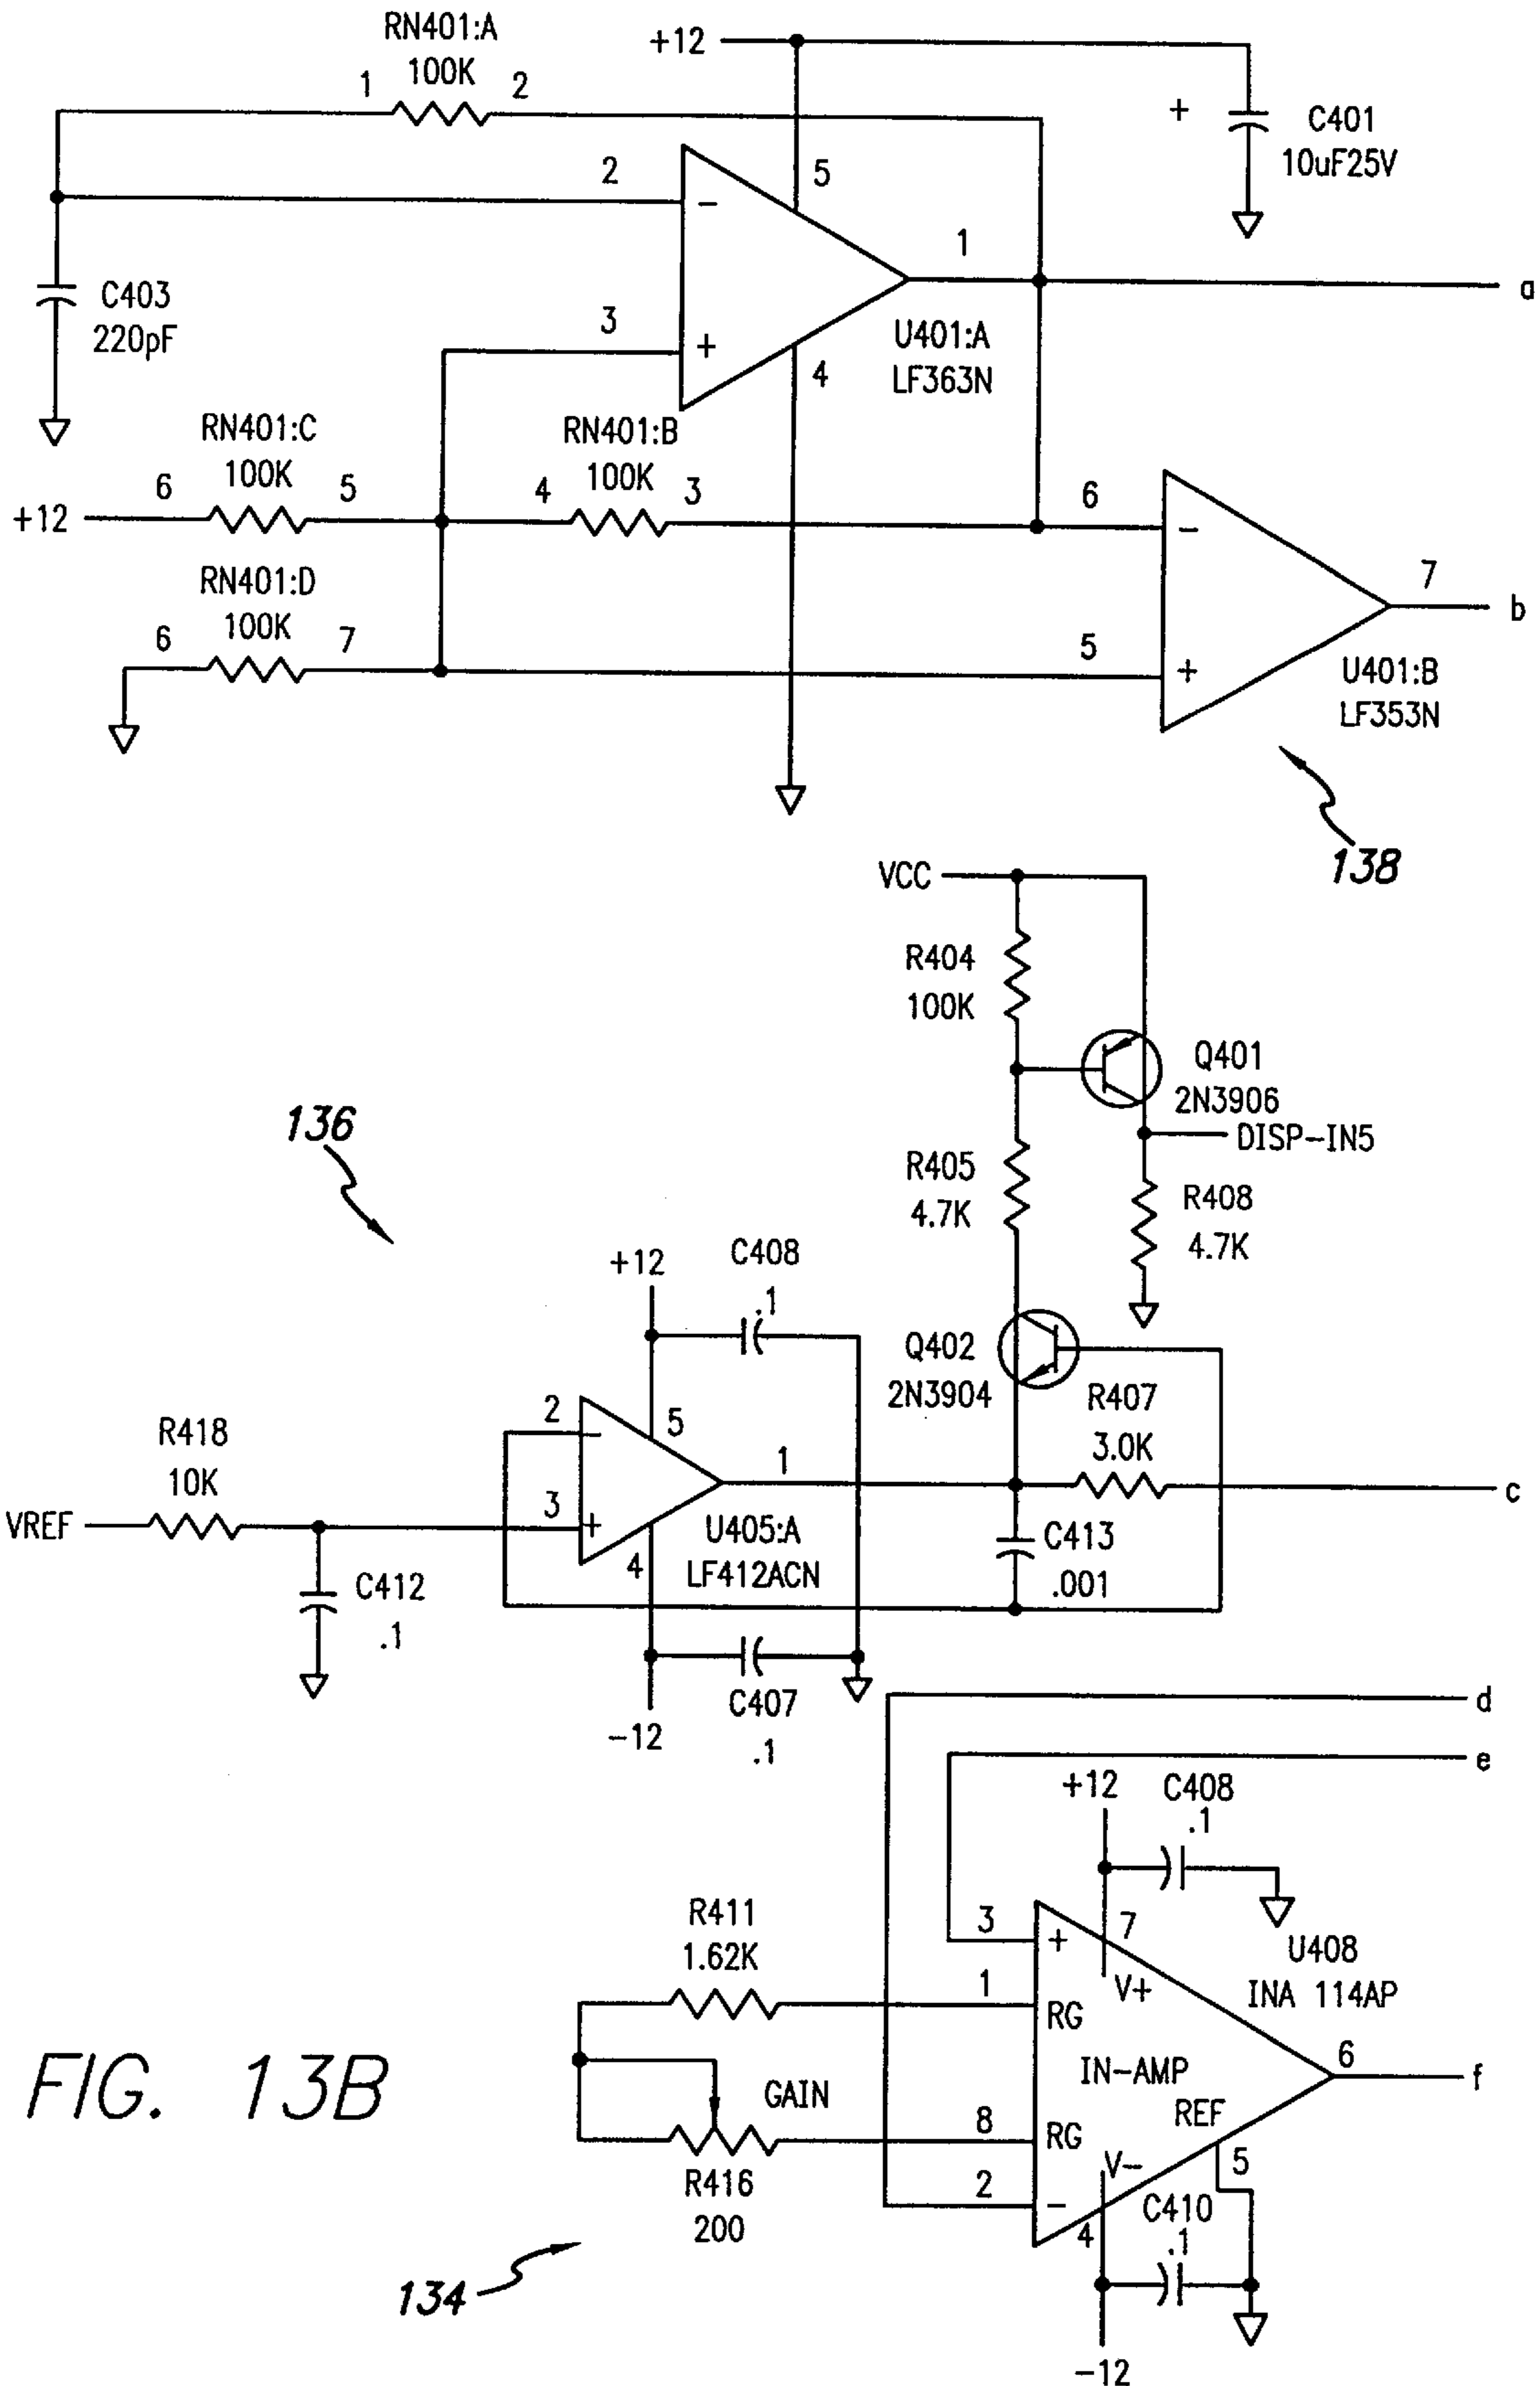 RN401:A
100K
1
2
+12
+
C401
10uF25V
2
−
5
1
a
C403
220pF
3
+
4
U401:A
LF363N
RN401:C
100K
6
5
+12
RN401:B
100K
4
3
6
−
7
b
RN401:D
100K
6
7
5
+
U401:B
LF353N
138
VCC
R404
100K
Q401
2N3906
DISP-IN5
136
R405
4.7K
R408
4.7K
+12
C408
.1
Q402
2N3904
R407
3.0K
2
−
5
1
c
R418
10K
VREF
3
+
4
U405:A
LF412ACN
C413
.001
C412
.1
C407
.1
−12
d
e
+12
C408
.1
3
+
7
V+
U408
INA 114AP
R411
1.62K
1
RG
IN-AMP
6
f
GAIN
REF
8
RG
5
R416
200
2
−
V−
4
C410
.1
−12
134
FIG. 13B